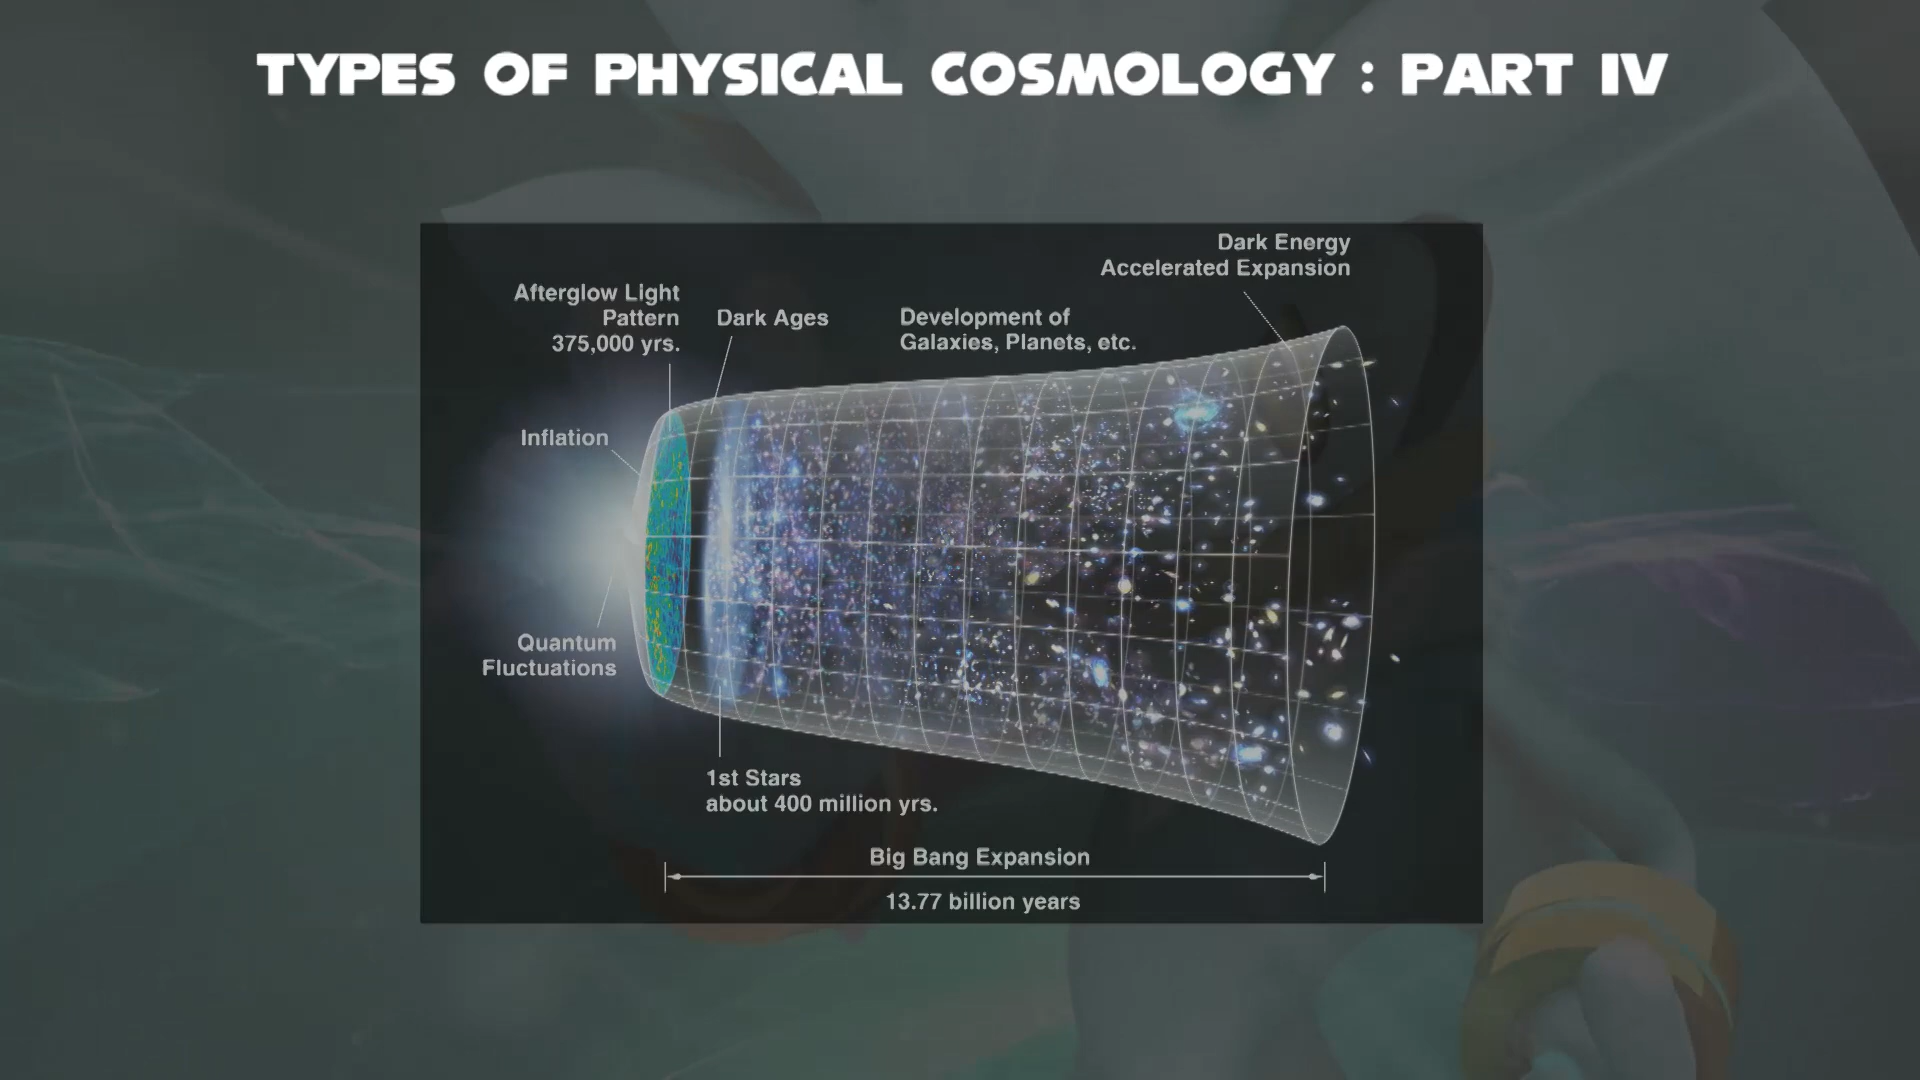 TYPES OF PHYSICAL COSMOLOGY : PART IV
Dark Energy
Accelerated Expansion
Afterglow Light
Pattern
375,000 yrs.
Dark Ages
Development of
Galaxies, Planets, etc.
Inflation
Quantum
Fluctuations
1st Stars
about 400 million yrs.
Big Bang Expansion
13.77 billion years